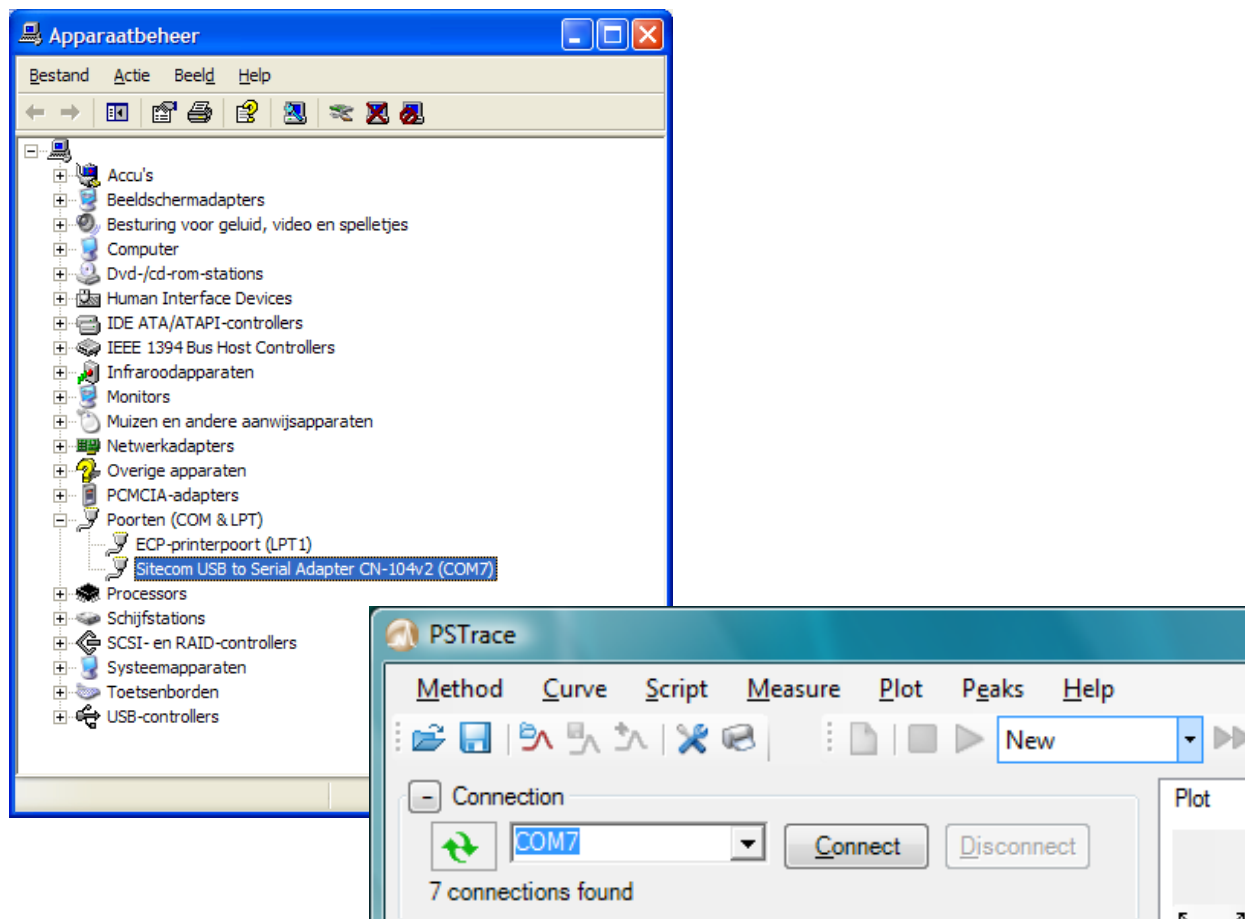 Apparaatbeheer
Bestand Actie Beeld Help
Accu's
Beeldschermadapters
Besturing voor geluid, video en spelletjes
Computer
Dvd-/cd-rom-stations
Human Interface Devices
IDE ATA/ATAPI-controllers
IEEE 1394 Bus Host Controllers
Infraroodapparaten
Monitors
Muizen en andere aanwijsapparaten
Netwerkadapters
Overige apparaten
PCMCIA-adapters
Poorten (COM & LPT)
ECP-printerpoort (LPT1)
Sitecom USB to Serial Adapter CN-104v2 (COM7)
Processors
Schijfstations
SCSI- en RAID-controllers
Systeemapparaten
Toetsenborden
USB-controllers
PSTrace
Method Curve Script Measure Plot Peaks Help
New
Connection
Plot
COM7 Connect Disconnect
7 connections found